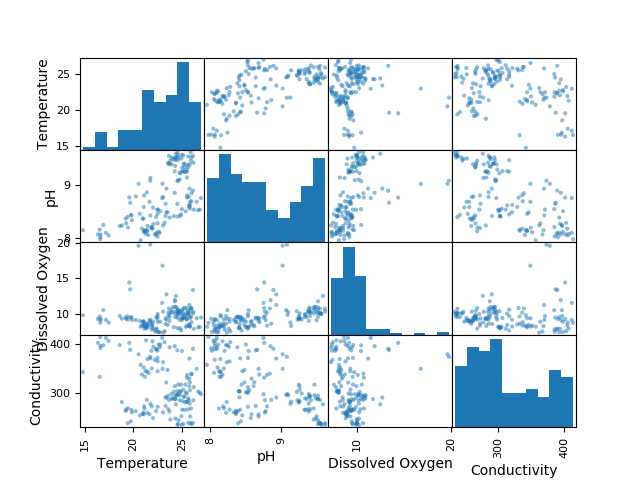 Temperature
25
20
15
pH
9
8
Dissolved Oxygen
20
15
10
Conductivity
400
300
15
20
25
Temperature
8
9
pH
10
20
Dissolved Oxygen
300
400
Conductivity